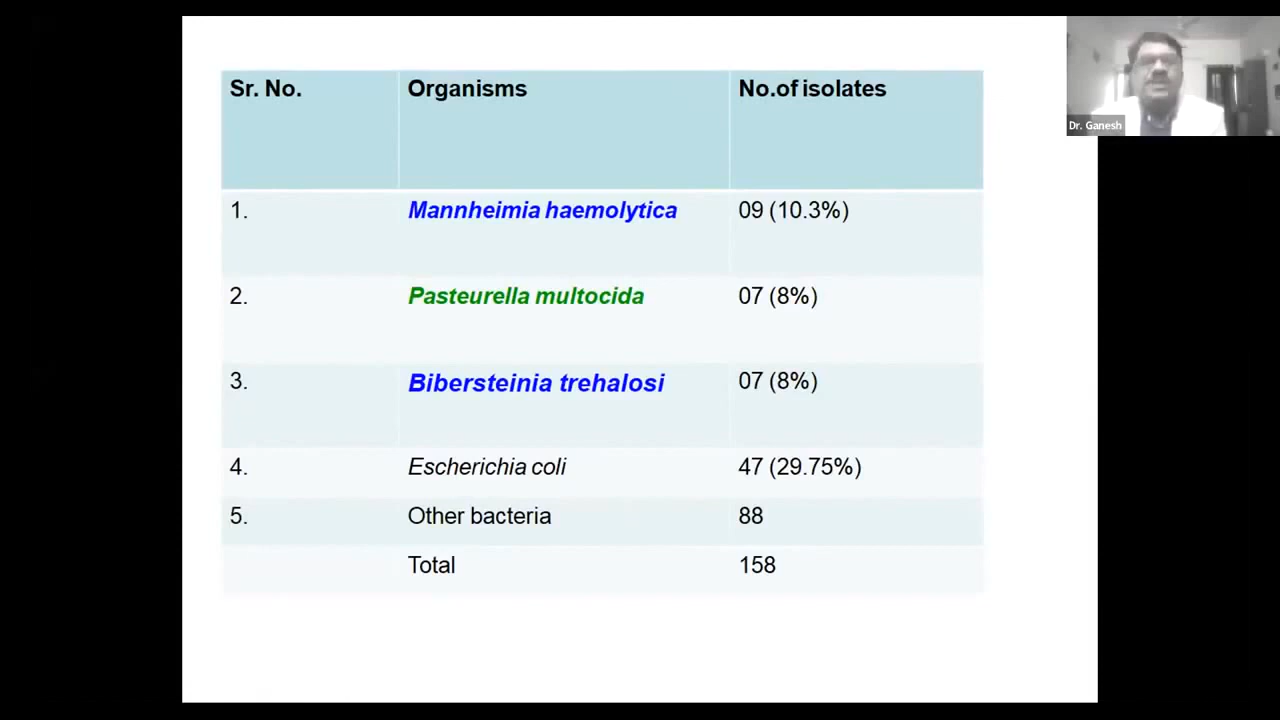 Sr. No. Organisms No.of isolates
Dr. Ganesh
1. Mannheimia haemolytica 09 (10.3%)
2. Pasteurella multocida 07 (8%)
3. Bibersteinia trehalosi 07 (8%)
4. Escherichia coli 47 (29.75%)
5. Other bacteria 88
Total 158